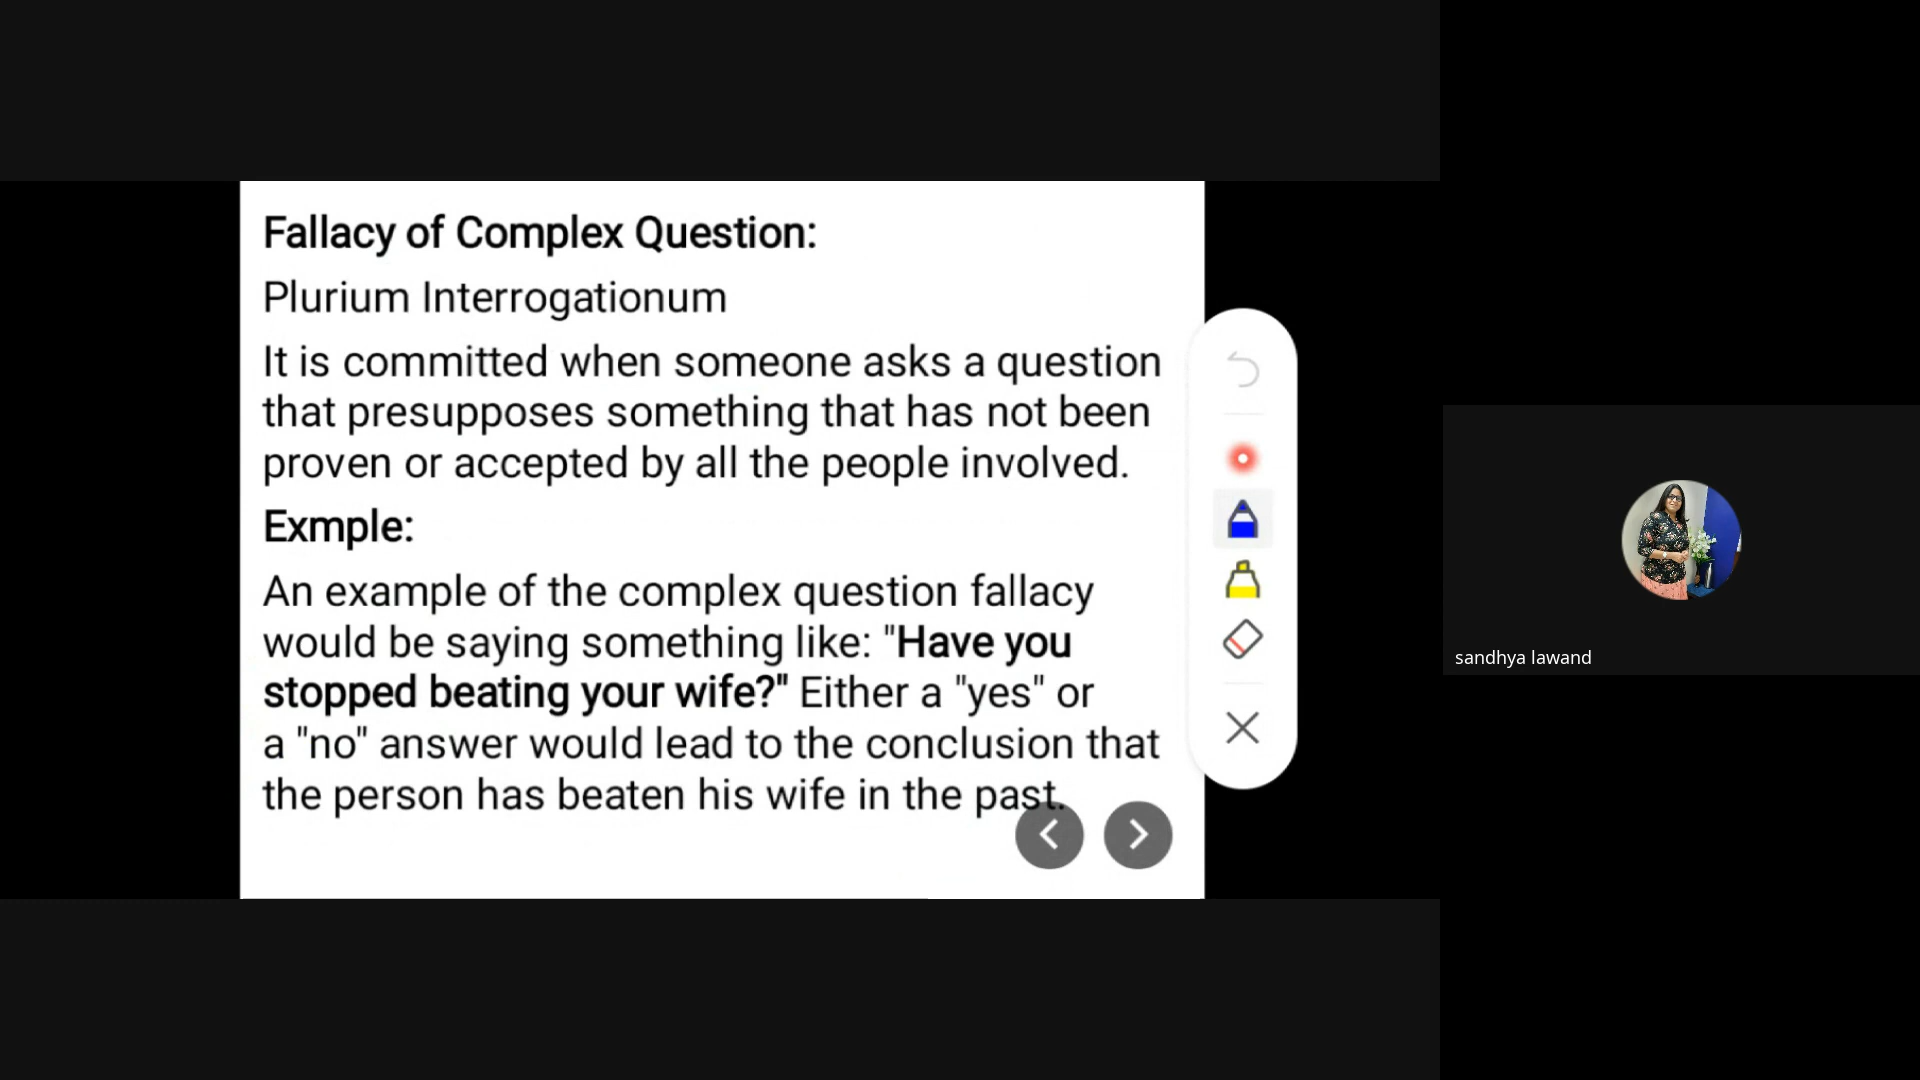 Fallacy of Complex Question:
Plurium Interrogationum
It is committed when someone asks a question
that presupposes something that has not been
proven or accepted by all the people involved.
Exmple:
An example of the complex question fallacy
would be saying something like: "Have you
stopped beating your wife?" Either a "yes" or
a "no" answer would lead to the conclusion that
the person has beaten his wife in the past.
sandhya lawand